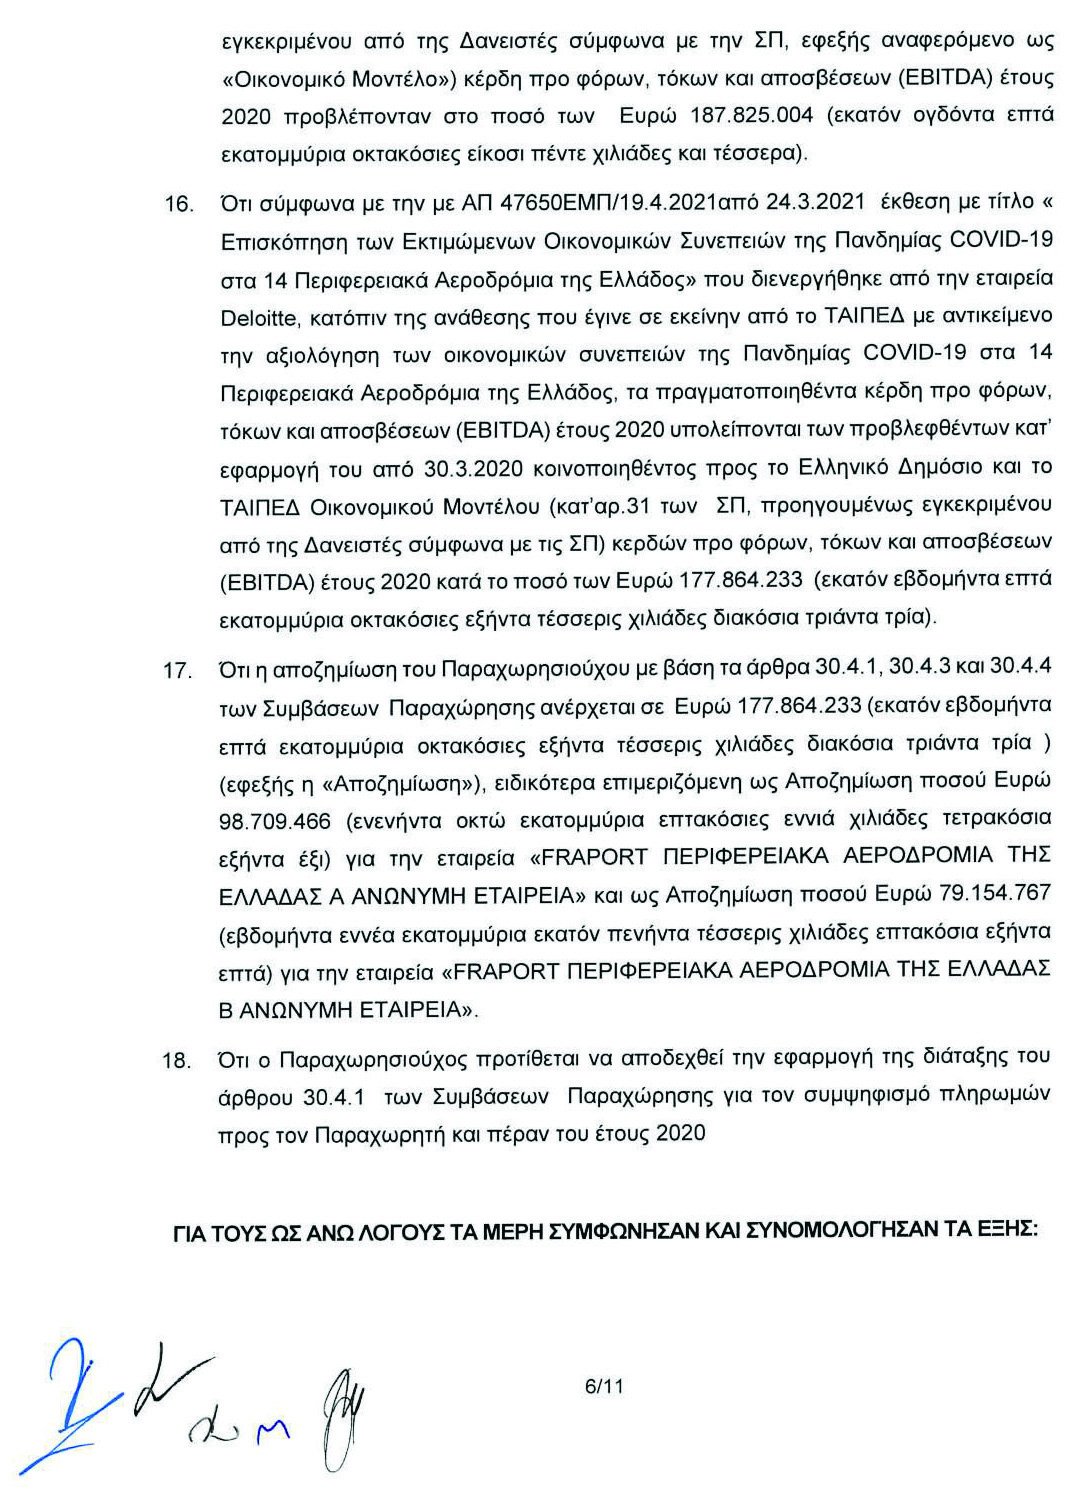 εγκεκριμένου από της Δανειστές σύμφωνα με την ΣΠ, εφεξής αναφερόμενο ως
«Οικονομικό Μοντέλο») κέρδη προ φόρων, τόκων και αποσβέσεων (EBITDA) έτους
2020 προβλέπονταν στο ποσό των Ευρώ 187.825.004 (εκατόν ογδόντα επτά
εκατομμύρια οκτακόσιες είκοσι πέντε χιλιάδες και τέσσερα).
16. Ότι σύμφωνα με την με ΑΠ 47650ΕΜΠ/19.4.2021από 24.3.2021 έκθεση με τίτλο «
Επισκόπηση των Εκτιμώμενων Οικονομικών Συνεπειών της Πανδημίας COVID-19
στα 14 Περιφερειακά Αεροδρόμια της Ελλάδος» που διενεργήθηκε από την εταιρεία
Deloitte, κατόπιν της ανάθεσης που έγινε σε εκείνην από το ΤΑΙΠΕΔ με αντικείμενο
την αξιολόγηση των οικονομικών συνεπειών της Πανδημίας COVID-19 στα 14
Περιφερειακά Αεροδρόμια της Ελλάδος, τα πραγματοποιηθέντα κέρδη προ φόρων,
τόκων και αποσβέσεων (EBITDA) έτους 2020 υπολείπονται των προβλεφθέντων κατ'
εφαρμογή του από 30.3.2020 κοινοποιηθέντος προς το Ελληνικό Δημόσιο και το
ΤΑΙΠΕΔ Οικονομικού Μοντέλου (κατ'αρ.31 των ΣΠ, προηγουμένως εγκεκριμένου
από της Δανειστές σύμφωνα με τις ΣΠ) κερδών προ φόρων, τόκων και αποσβέσεων
(EBITDA) έτους 2020 κατά το ποσό των Ευρώ 177.864.233 (εκατόν εβδομήντα επτά
εκατομμύρια οκτακόσιες εξήντα τέσσερις χιλιάδες διακόσια τριάντα τρία).
17. Ότι η αποζημίωση του Παραχωρησιούχου με βάση τα άρθρα 30.4.1, 30.4.3 και 30.4.4
των Συμβάσεων Παραχώρησης ανέρχεται σε Ευρώ 177.864.233 (εκατόν εβδομήντα
επτά εκατομμύρια οκτακόσιες εξήντα τέσσερις χιλιάδες διακόσια τριάντα τρία )
(εφεξής η «Αποζημίωση»), ειδικότερα επιμεριζόμενη ως Αποζημίωση ποσού Ευρώ
98.709.466 (ενενήντα οκτώ εκατομμύρια επτακόσιες εννιά χιλιάδες τετρακόσια
εξήντα έξι) για την εταιρεία «FRAPORT ΠΕΡΙΦΕΡΕΙΑΚΑ ΑΕΡΟΔΡΟΜΙΑ ΤΗΣ
ΕΛΛΑΔΑΣ Α ΑΝΩΝΥΜΗ ΕΤΑΙΡΕΙΑ» και ως Αποζημίωση ποσού Ευρώ 79.154.767
(εβδομήντα εννέα εκατομμύρια εκατόν πενήντα τέσσερις χιλιάδες επτακόσια εξήντα
επτά) για την εταιρεία «FRAPORT ΠΕΡΙΦΕΡΕΙΑΚΑ ΑΕΡΟΔΡΟΜΙΑ ΤΗΣ ΕΛΛΑΔΑΣ
Β ΑΝΩΝΥΜΗ ΕΤΑΙΡΕΙΑ».
18. Ότι ο Παραχωρησιούχος προτίθεται να αποδεχθεί την εφαρμογή της διάταξης του
άρθρου 30.4.1 των Συμβάσεων Παραχώρησης για τον συμψηφισμό πληρωμών
προς τον Παραχωρητή και πέραν του έτους 2020
ΓΙΑ ΤΟΥΣ ΩΣ ΑΝΩ ΛΟΓΟΥΣ ΤΑ ΜΕΡΗ ΣΥΜΦΩΝΗΣΑΝ ΚΑΙ ΣΥΝΟΜΟΛΟΓΗΣΑΝ ΤΑ ΕΞΗΣ:
6/11